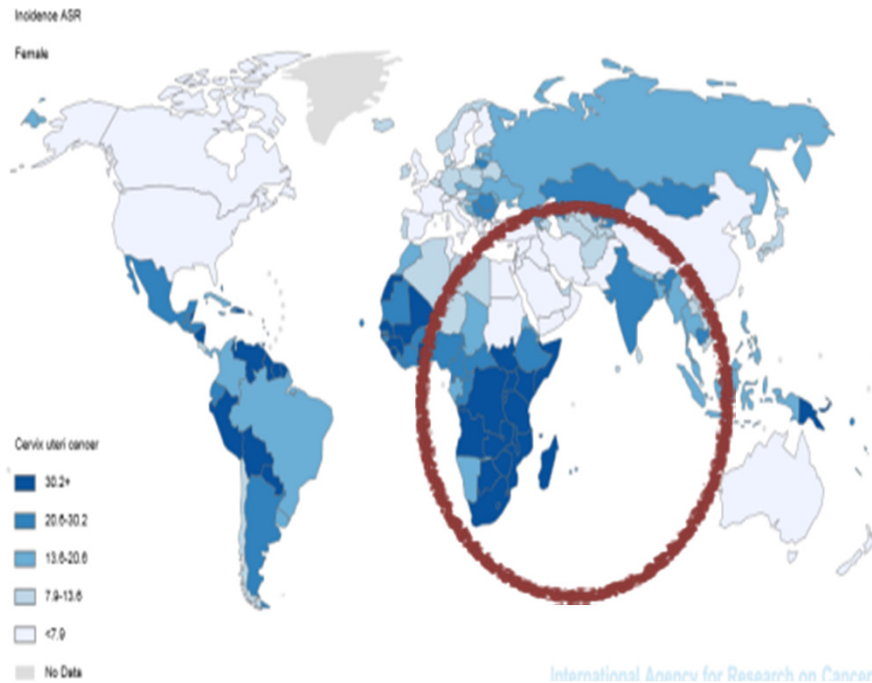 Incidence ASR
Female
Cervix uteri cancer
30.2+
20.6-30.2
13.6-20.6
7.9-13.6
<7.9
No Data
International Agency for Research on Cancer